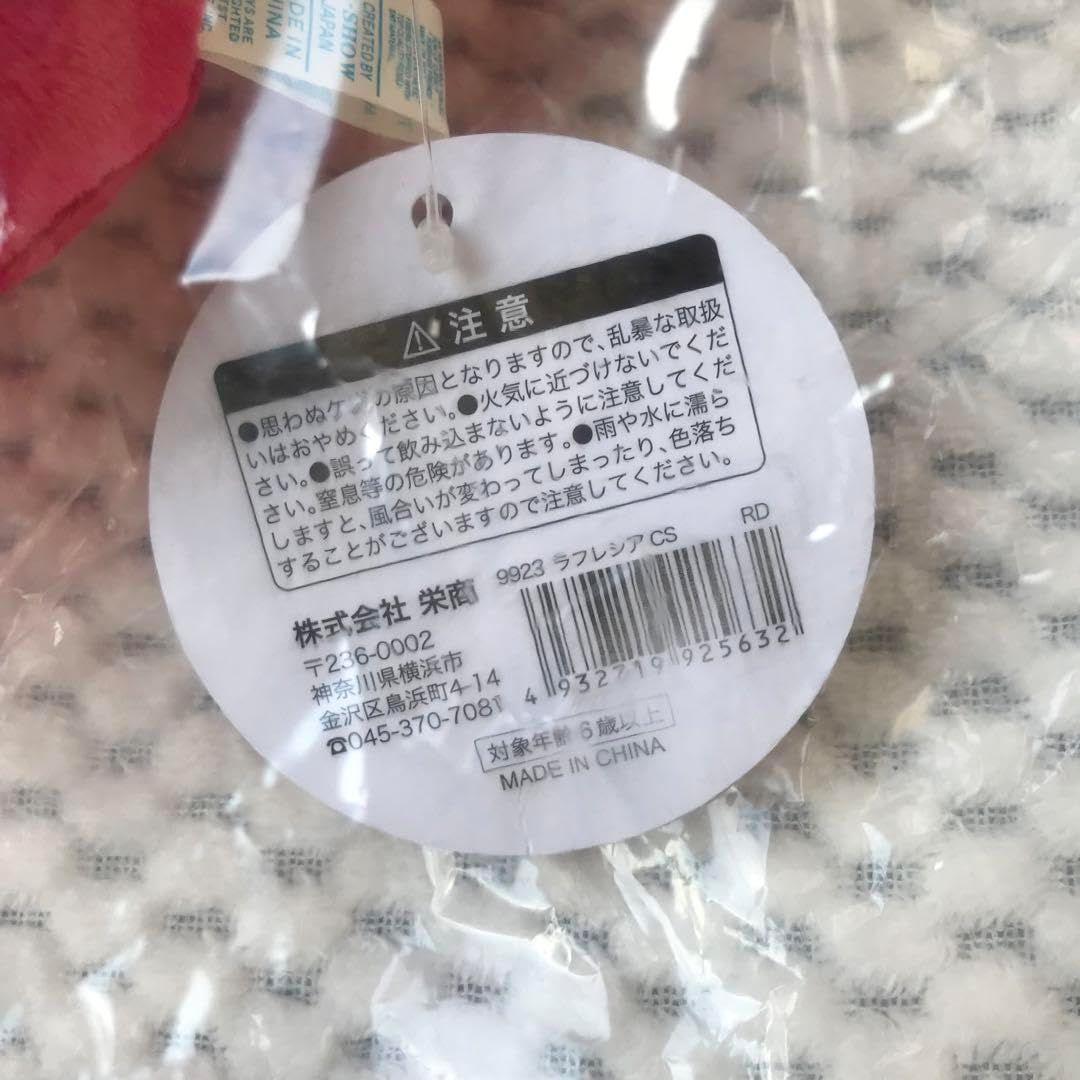 MADE IN
CHINA
CREATED BY
-SHOW
JAPAN
注意
●思わぬケガの原因となりますので、乱暴な取扱
いはおやめください。●火気に近づけないでくだ
さい。●誤って飲み込まないように注意してくだ
さい。窒息等の危険があります。●雨や水に濡ら
しますと、風合いが変わってしまったり、色落ち
することがございますので注意してください。
9923 ラフレシア CS RD
株式会社 栄商
〒236-0002
神奈川県横浜市
金沢区鳥浜町4-14
☎045-370-7081
4 932719 925632
対象年齢 6歳以上
MADE IN CHINA